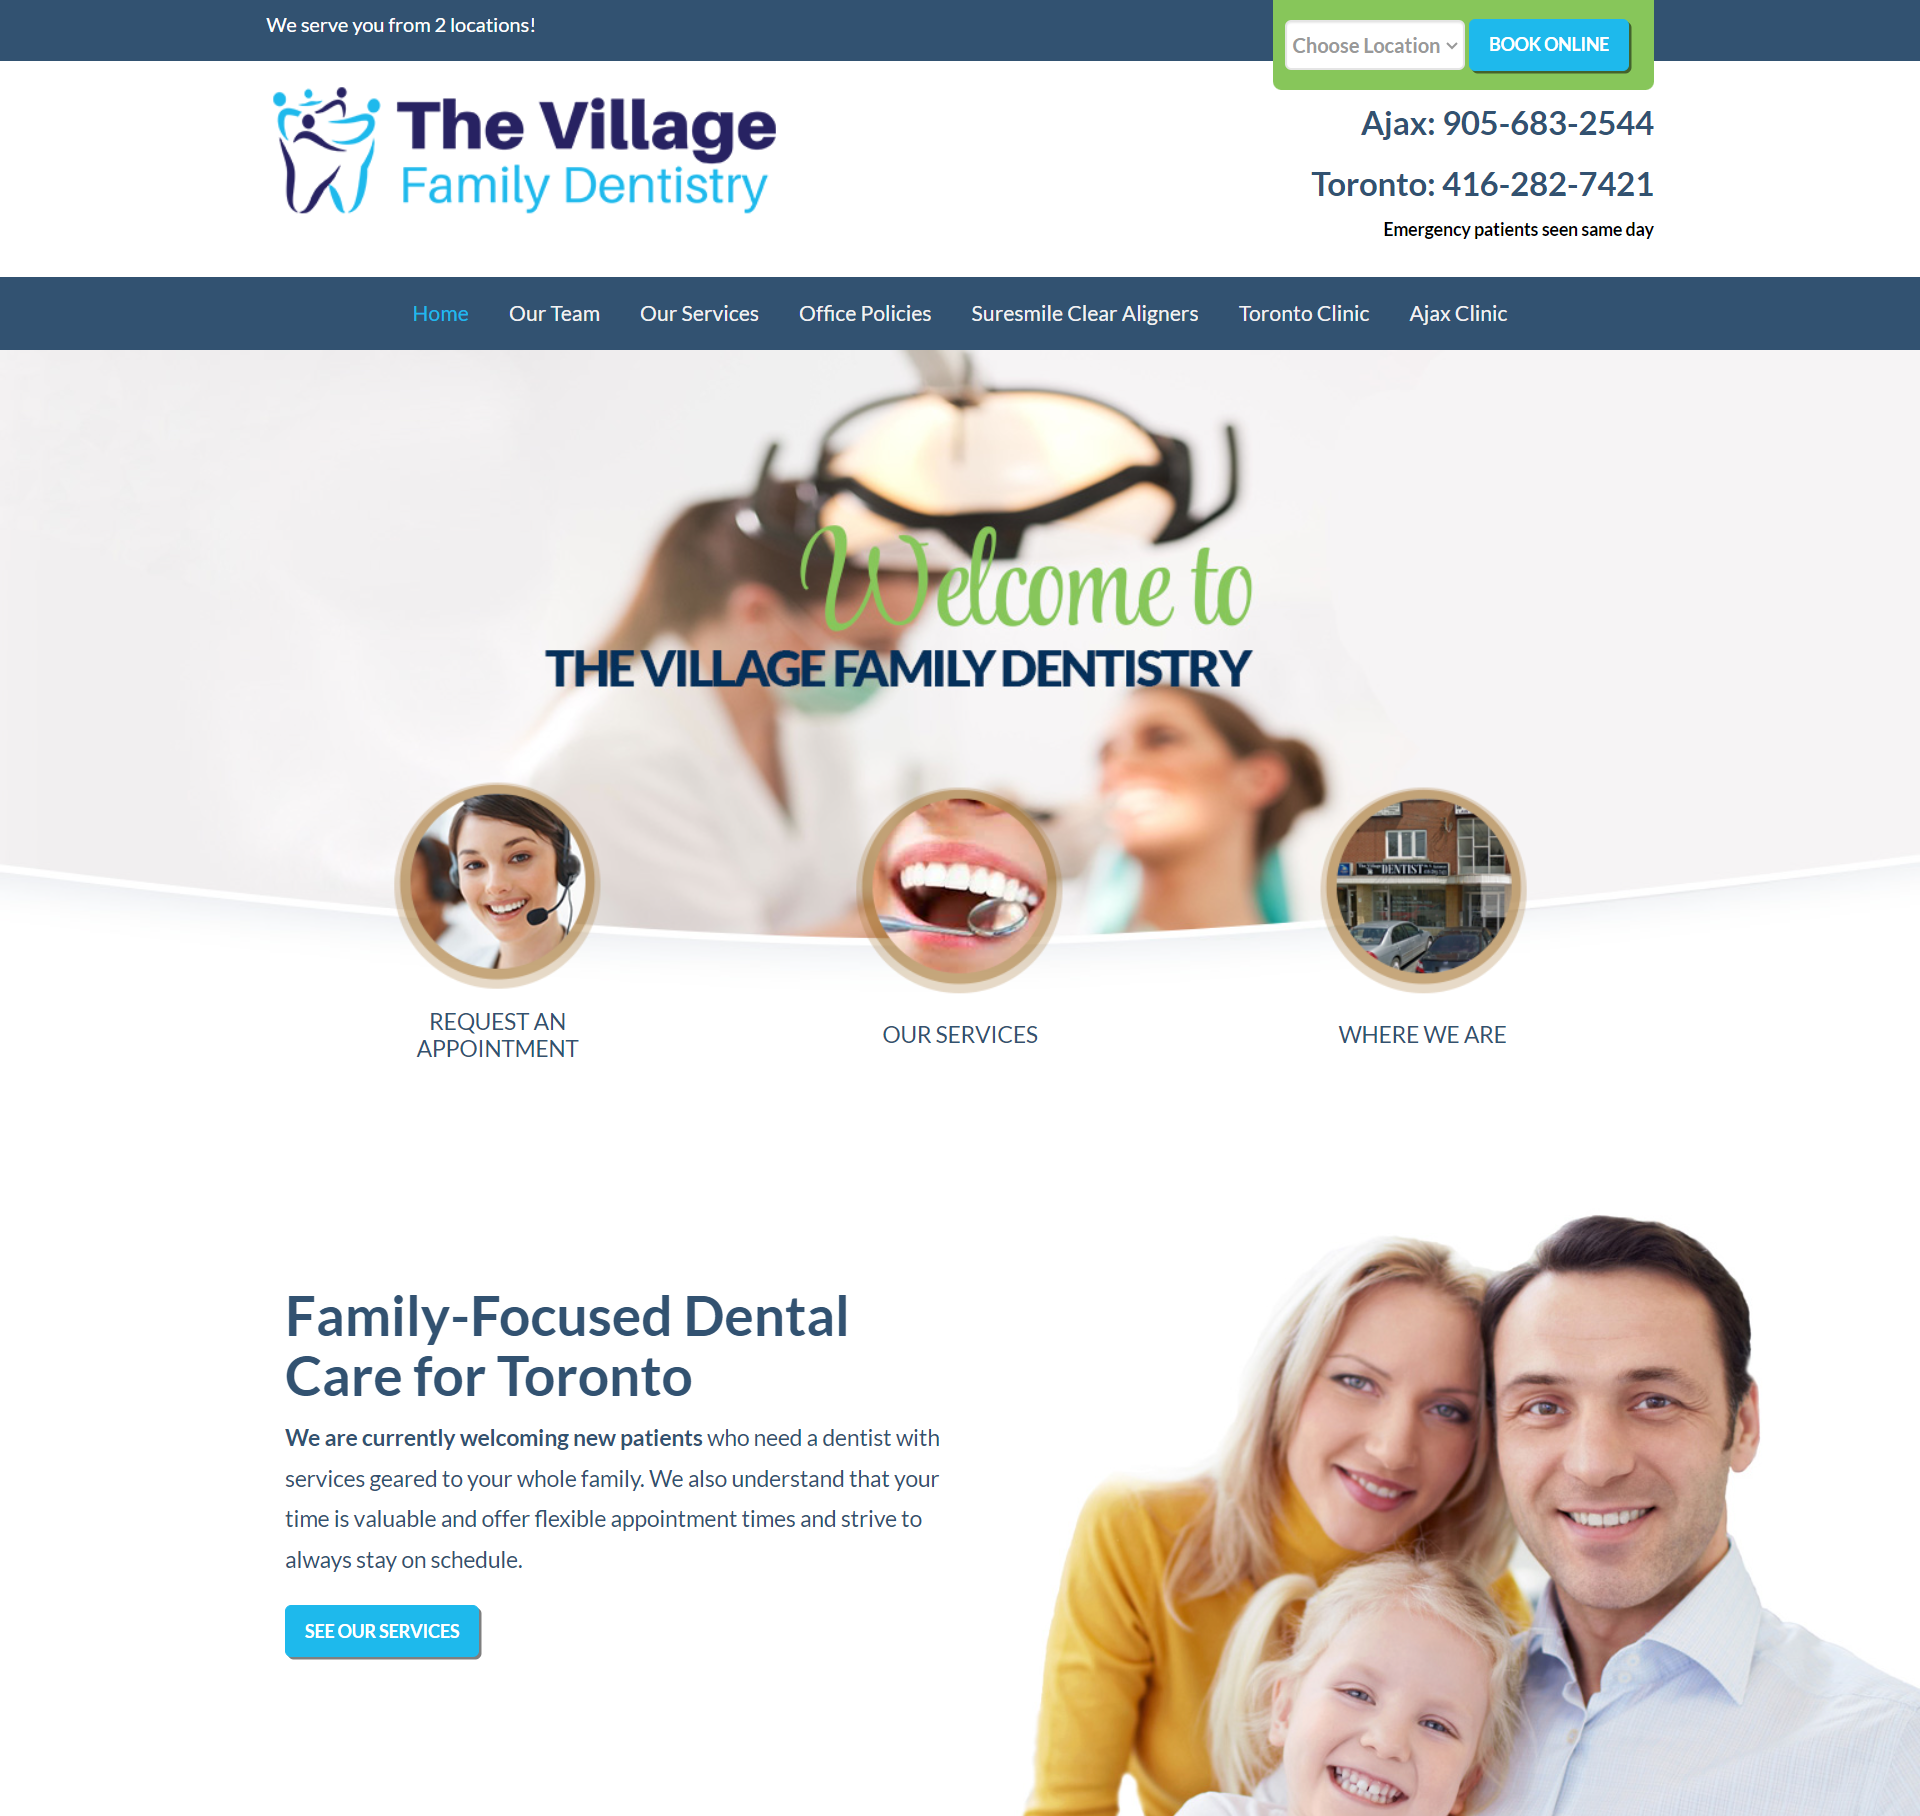 We serve you from 2 locations!
Choose Location
BOOK ONLINE
The Village
Family Dentistry
Ajax: 905-683-2544
Toronto: 416-282-7421
Emergency patients seen same day
Home
Our Team
Our Services
Office Policies
Suresmile Clear Aligners
Toronto Clinic
Ajax Clinic
Welcome to
THE VILLAGE FAMILY DENTISTRY
DENTIST
REQUEST AN
APPOINTMENT
OUR SERVICES
WHERE WE ARE
Family-Focused Dental
Care for Toronto
We are currently welcoming new patients who need a dentist with
services geared to your whole family. We also understand that your
time is valuable and offer flexible appointment times and strive to
always stay on schedule.
SEE OUR SERVICES